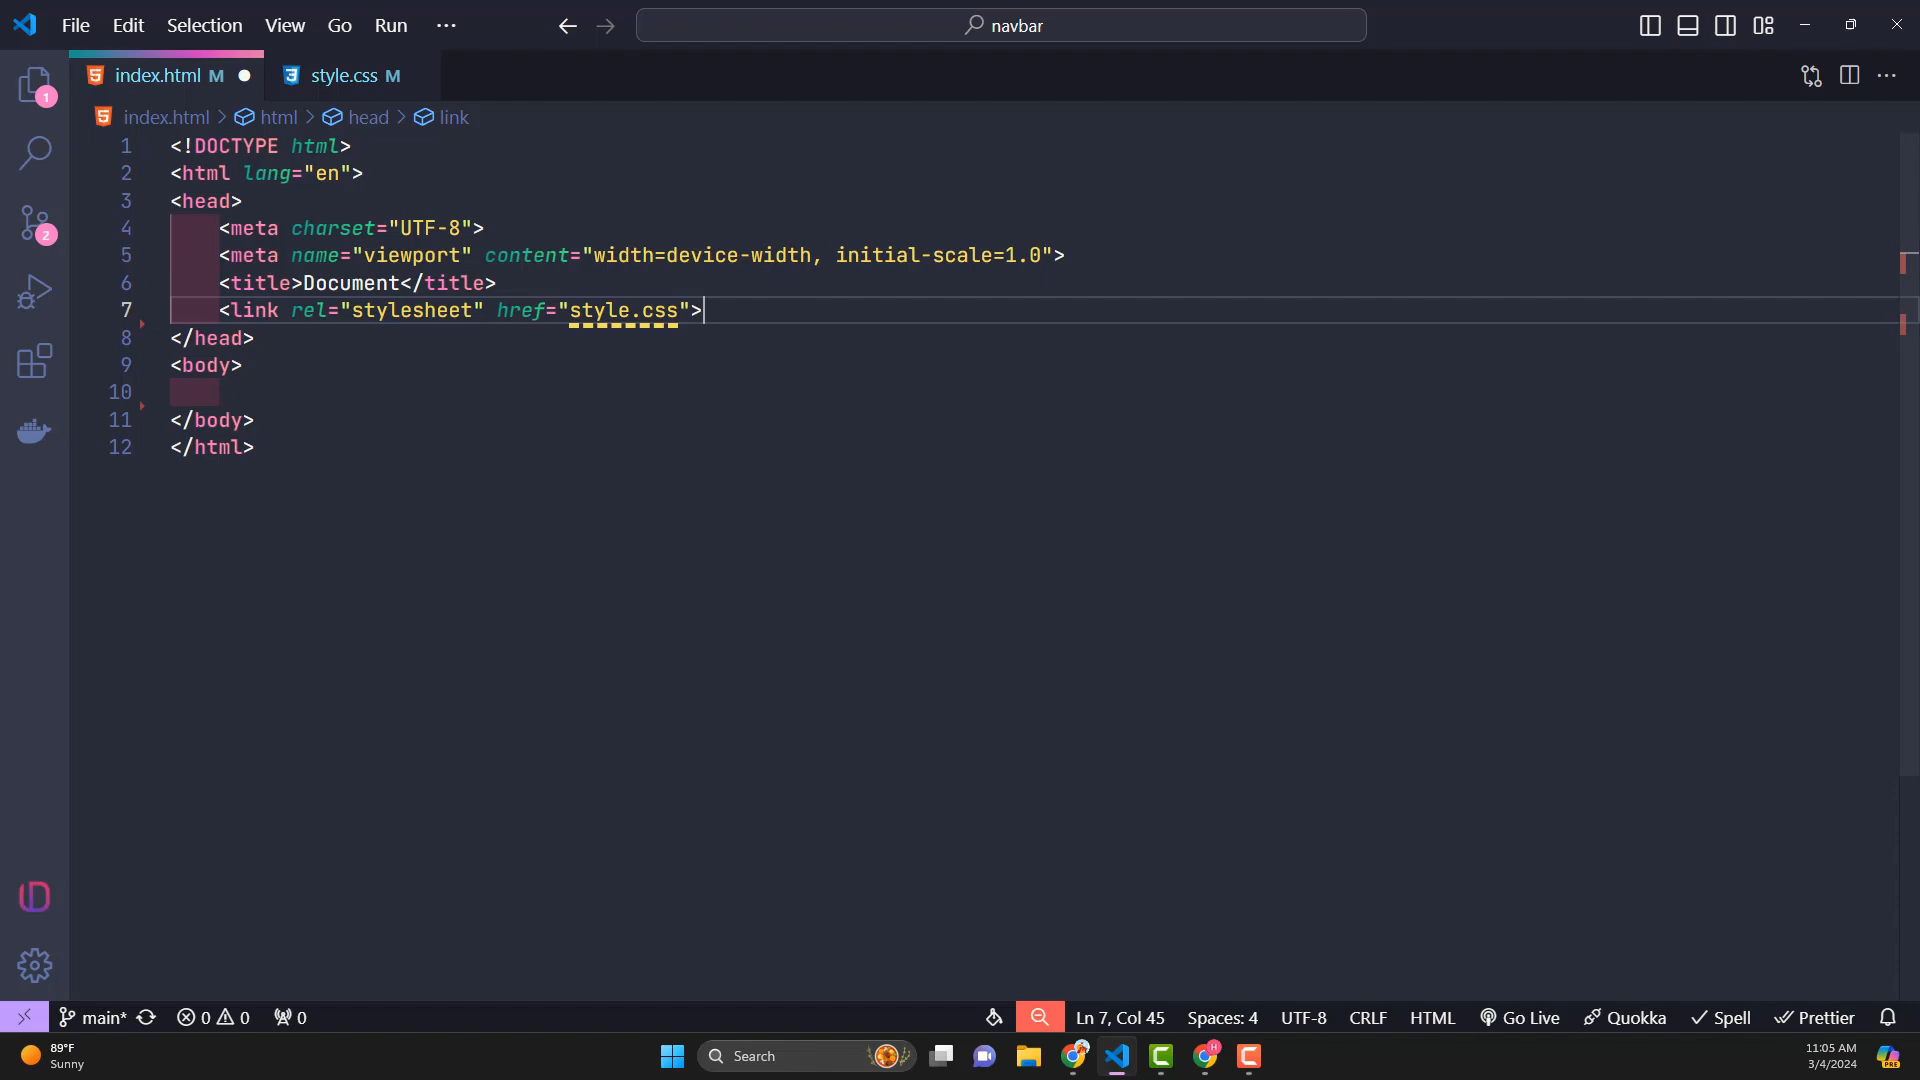 File Edit Selection View Go Run ··· navbar
index.html M style.css M
index.html > html > head > link
1 <!DOCTYPE html>
2 <html lang="en">
3 <head>
4 <meta charset="UTF-8">
5 <meta name="viewport" content="width=device-width, initial-scale=1.0">
6 <title>Document</title>
7 <link rel="stylesheet" href="style.css">
8 </head>
9 <body>
10
11 </body>
12 </html>
1
2
main* 0 0 0 Ln 7, Col 45 Spaces: 4 UTF-8 CRLF HTML Go Live Quokka Spell Prettier
89°F
Sunny
Search
H
11:05 AM
3/4/2024
PRE